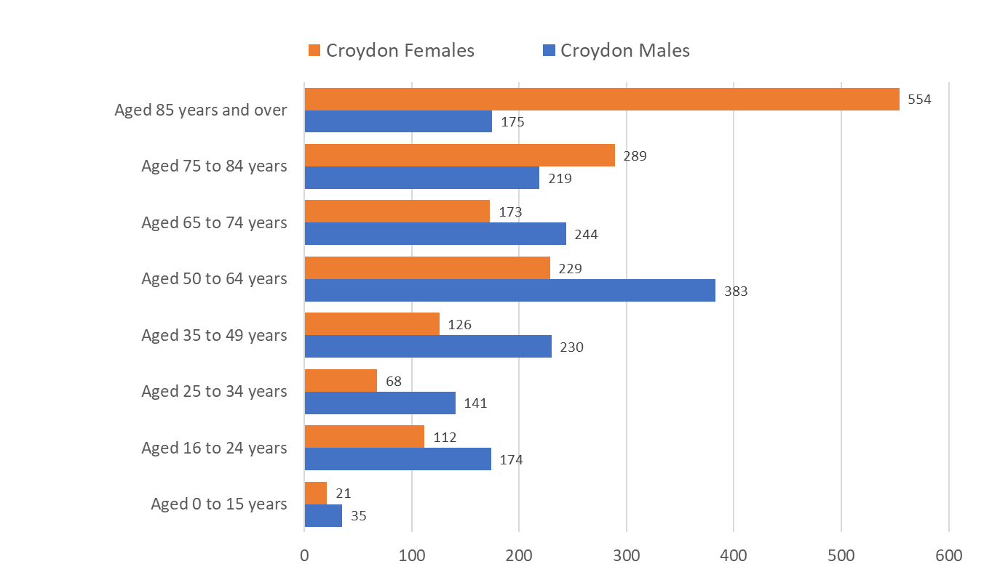 Croydon Females Croydon Males
Aged 85 years and over
554
175
Aged 75 to 84 years
289
219
Aged 65 to 74 years
173
244
Aged 50 to 64 years
229
383
Aged 35 to 49 years
126
230
Aged 25 to 34 years
68
141
Aged 16 to 24 years
112
174
Aged 0 to 15 years
21
35
0 100 200 300 400 500 600